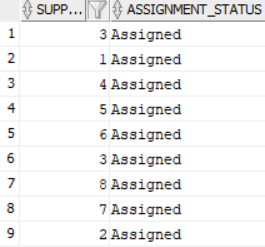 SUPP... ASSIGNMENT_STATUS
1 3 Assigned
2 1 Assigned
3 4 Assigned
4 5 Assigned
5 6 Assigned
6 3 Assigned
7 8 Assigned
8 7 Assigned
9 2 Assigned